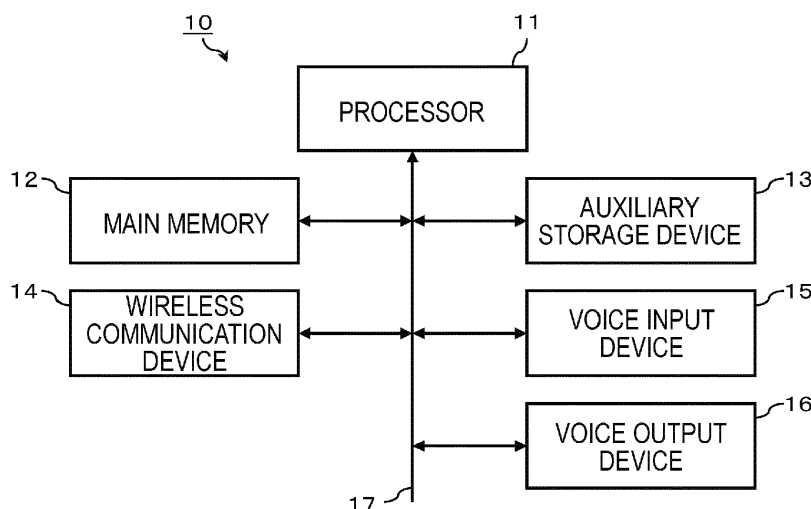 10
11
PROCESSOR
12
MAIN MEMORY
13
AUXILIARY
STORAGE DEVICE
14
WIRELESS
COMMUNICATION
DEVICE
15
VOICE INPUT
DEVICE
16
VOICE OUTPUT
DEVICE
17